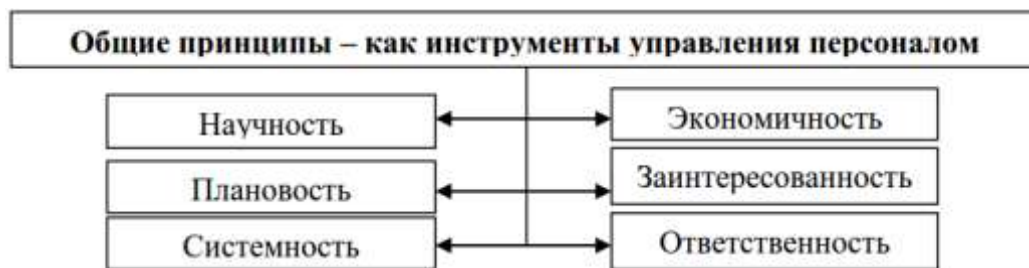 Общие принципы – как инструменты управления персоналом
Научность
Экономичность
Плановость
Заинтересованность
Системность
Ответственность